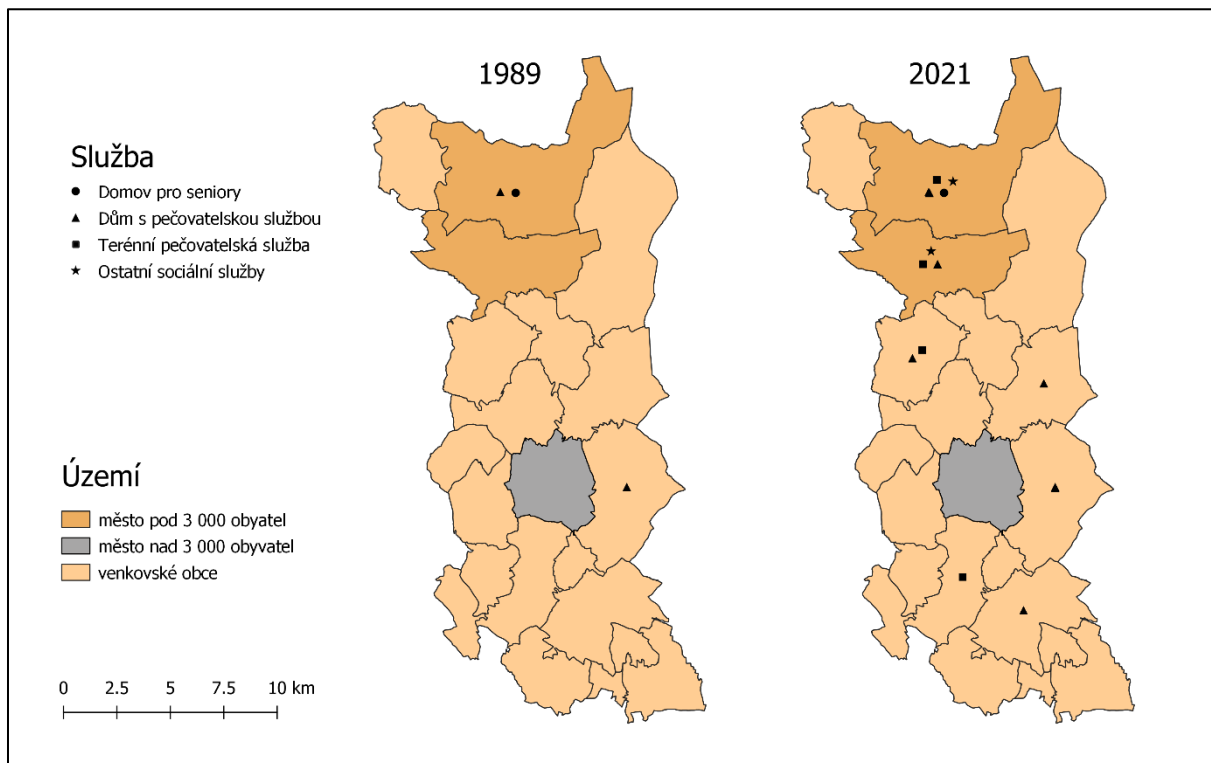 1989
2021
Služba
Domov pro seniory
Dům s pečovatelskou službou
Terénní pečovatelská služba
Ostatní sociální služby
Území
město pod 3 000 obyatel
město nad 3 000 obyvatel
venkovské obce
0 2.5 5 7.5 10 km